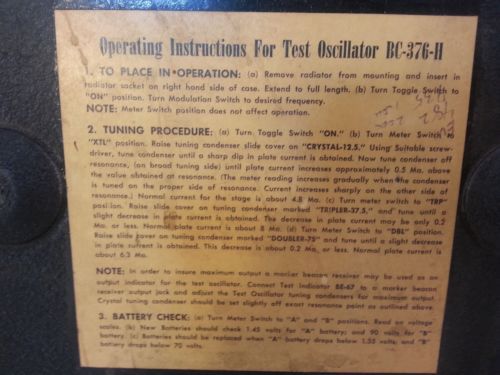 Operating Instructions For Test Oscillator BC-376-H
1. TO PLACE IN OPERATION: (a) Remove radiator from mounting and insert in
radiator socket on right hand side of case. Extend to full length. (b) Turn Toggle Switch to
"ON" position. Turn Modulation Switch to desired frequency.
NOTE: Meter Switch position does not affect operation.
2. TUNING PROCEDURE: (a) Turn Toggle Switch "ON." (b) Turn Meter Switch
"XTL" position. Raise tuning condenser slide cover on "CRYSTAL-12.5." Using Suitable screw-
driver, tune condenser until a sharp dip in plate current is obtained. Now tune condenser off
resonance, (on broad tuning side) until plate current increases approximately 0.5 Ma. above
the value obtained at resonance. (The meter reading increases gradually when the condenser
is tuned on the proper side of resonance. Current increases sharply on the other side of
resonance.) Normal current for the stage is about 4.8 Ma. (c) Turn meter switch to "TRP"
position. Raise slide cover on tuning condenser marked "TRIPLER-37.5," and tune until a
slight decrease in plate current is obtained. The decrease in plate current may be only 0.2
Ma. or less. Normal plate current is about 8 Ma. (d) Turn Meter Switch to "DBL" position.
Raise slide cover on tuning condenser marked "DOUBLER-75" and tune until a slight decrease
in plate current is obtained. This decrease is about 0.2 Ma. or less. Normal plate current is
about 6.3 Ma.
NOTE: In order to insure maximum output a marker beacon receiver may be used as an
output indicator for the test oscillator. Connect Test Indicator BE-67 to a marker beacon
receiver output jack and adjust the Test Oscillator tuning condensers for maximum output.
Crystal tuning condenser should be set slightly off exact resonance point as outlined above.
3. BATTERY CHECK: (a) Turn Meter Switch to "A" and "B" positions. Read on voltage
scales. (b) New Batteries should check 1.45 volts for "A" battery; and 90 volts for "B"
battery. (c) Batteries should be replaced when "A" battery drops below 1.35 volts; and "B"
battery drops below 70 volts.